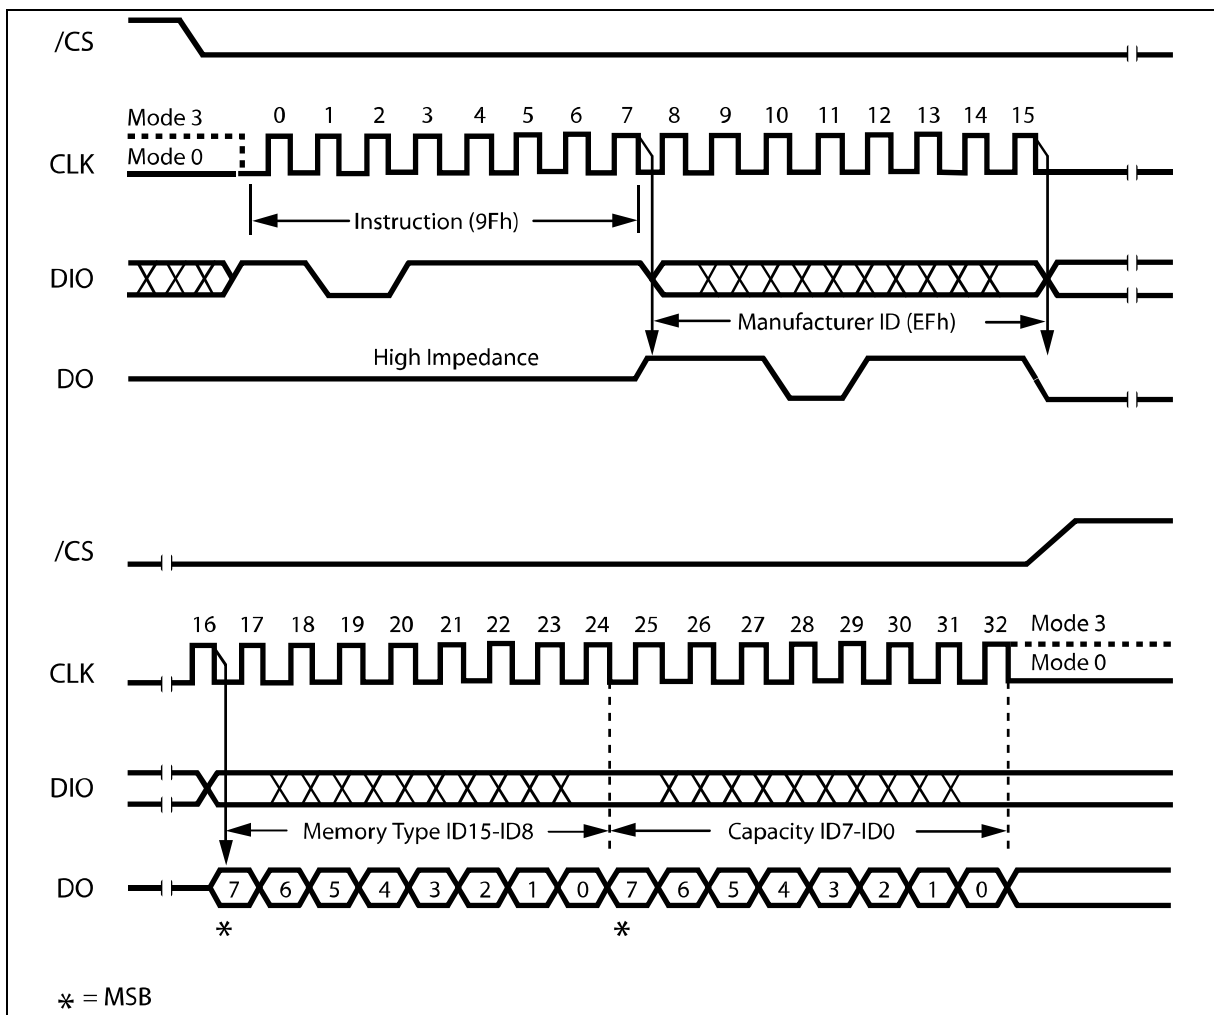 /CS
Mode 3
0 1 2 3 4 5 6 7 8 9 10 11 12 13 14 15
CLK
Mode 0
Instruction (9Fh)
DIO
Manufacturer ID (EFh)
High Impedance
DO
/CS
16 17 18 19 20 21 22 23 24 25 26 27 28 29 30 31 32
Mode 3
CLK
Mode 0
DIO
Memory Type ID15-ID8
Capacity ID7-ID0
DO
7 6 5 4 3 2 1 0 7 6 5 4 3 2 1 0
* *
* = MSB